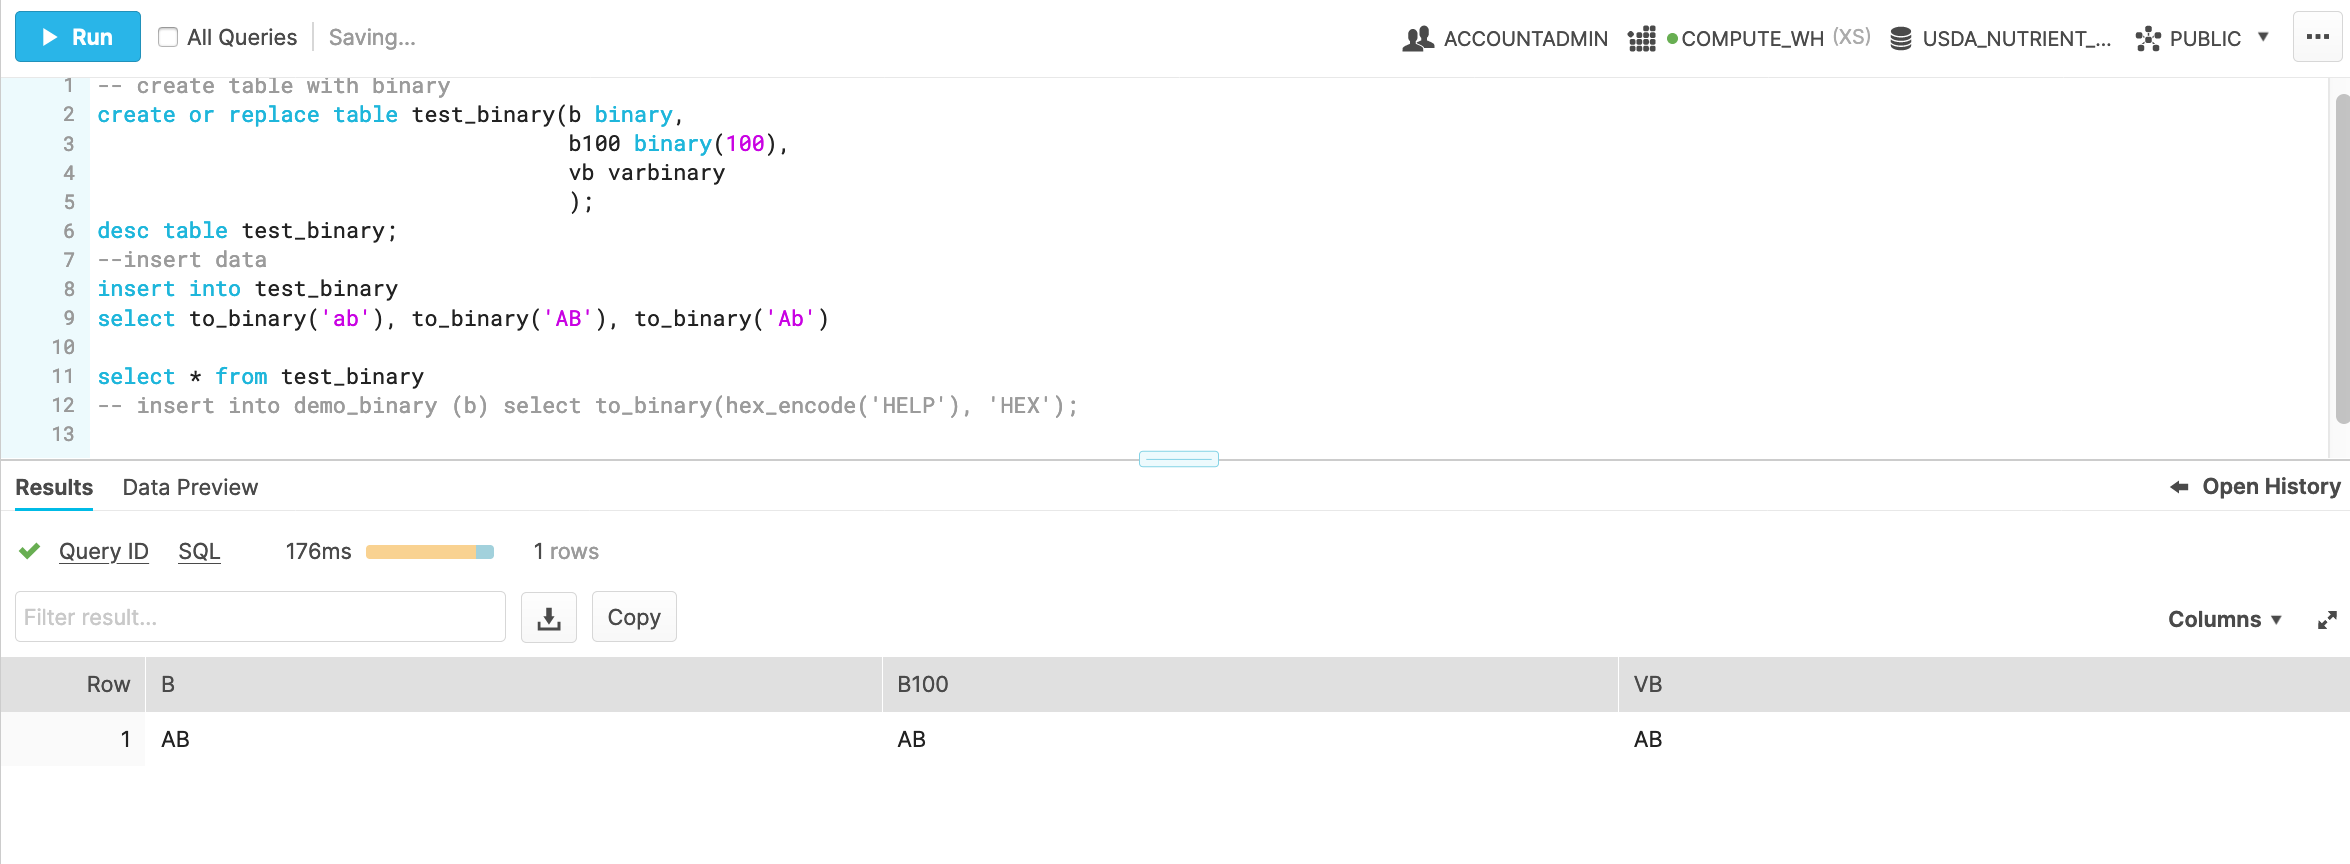 Run All Queries Saving... ACCOUNTADMIN COMPUTE_WH (XS) USDA_NUTRIENT_... PUBLIC
1 -- create table with binary
2 create or replace table test_binary(b binary,
3 b100 binary(100),
4 vb varbinary
5 );
6 desc table test_binary;
7 --insert data
8 insert into test_binary
9 select to_binary('ab'), to_binary('AB'), to_binary('Ab')
10
11 select * from test_binary
12 -- insert into demo_binary (b) select to_binary(hex_encode('HELP'), 'HEX');
13
Results Data Preview Open History
Query ID SQL 176ms 1 rows
Filter result... Copy Columns
Row B B100 VB
1 AB AB AB